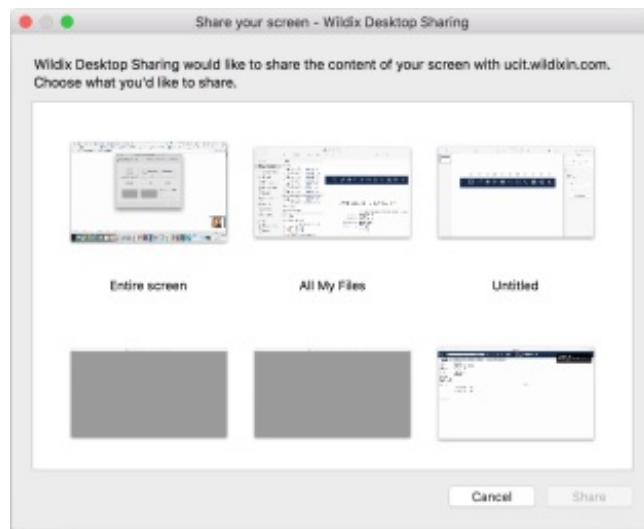 Share your screen - Wildix Desktop Sharing
Wildix Desktop Sharing would like to share the content of your screen with ucit.wildixin.com.
Choose what you'd like to share.
Entire screen
All My Files
Untitled
Cancel
Share